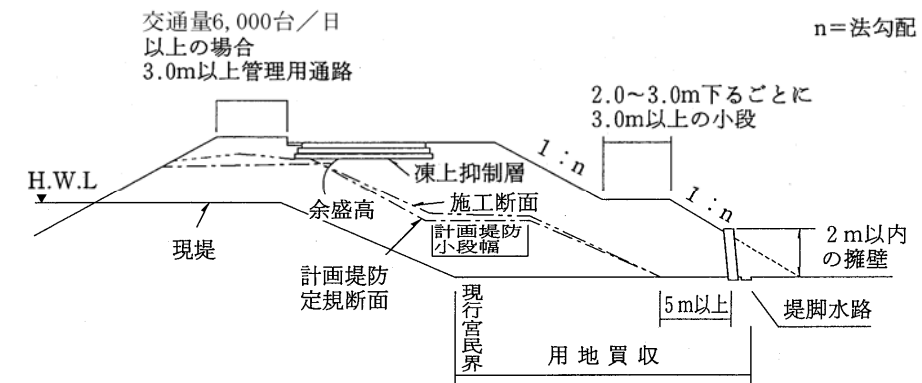 交通量6,000台／日
以上の場合
3.0m以上管理用通路
n=法勾配
2.0～3.0m下るごとに
3.0m以上の小段
1：n
凍上抑制層
1：n
H.W.L
余盛高
施工断面
現堤
計画堤防
小段幅
2m以内
の擁壁
計画堤防
定規断面
現行官民界
5m以上
堤脚水路
用地買収